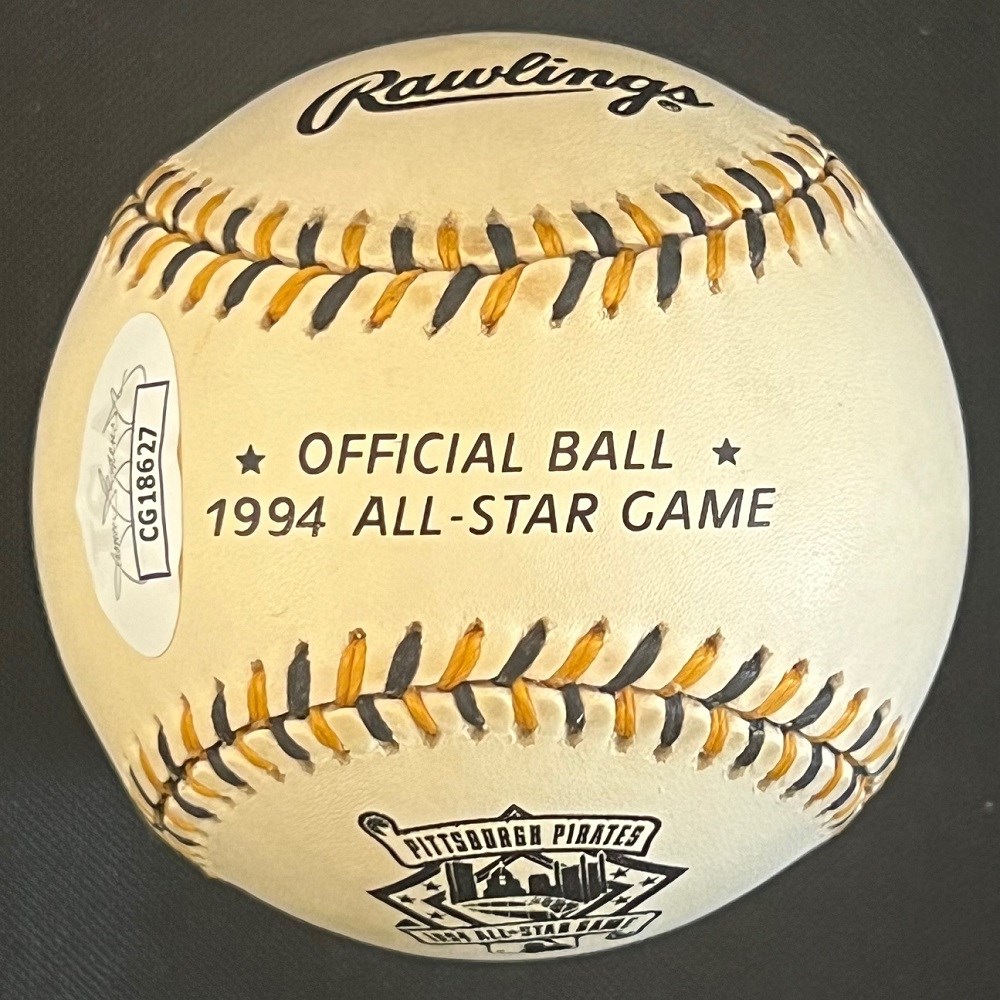 Rawlings
★ OFFICIAL BALL ★
1994 ALL-STAR GAME
CG18627
PITTSBURGH PIRATES
1994 ALL-STAR GAME